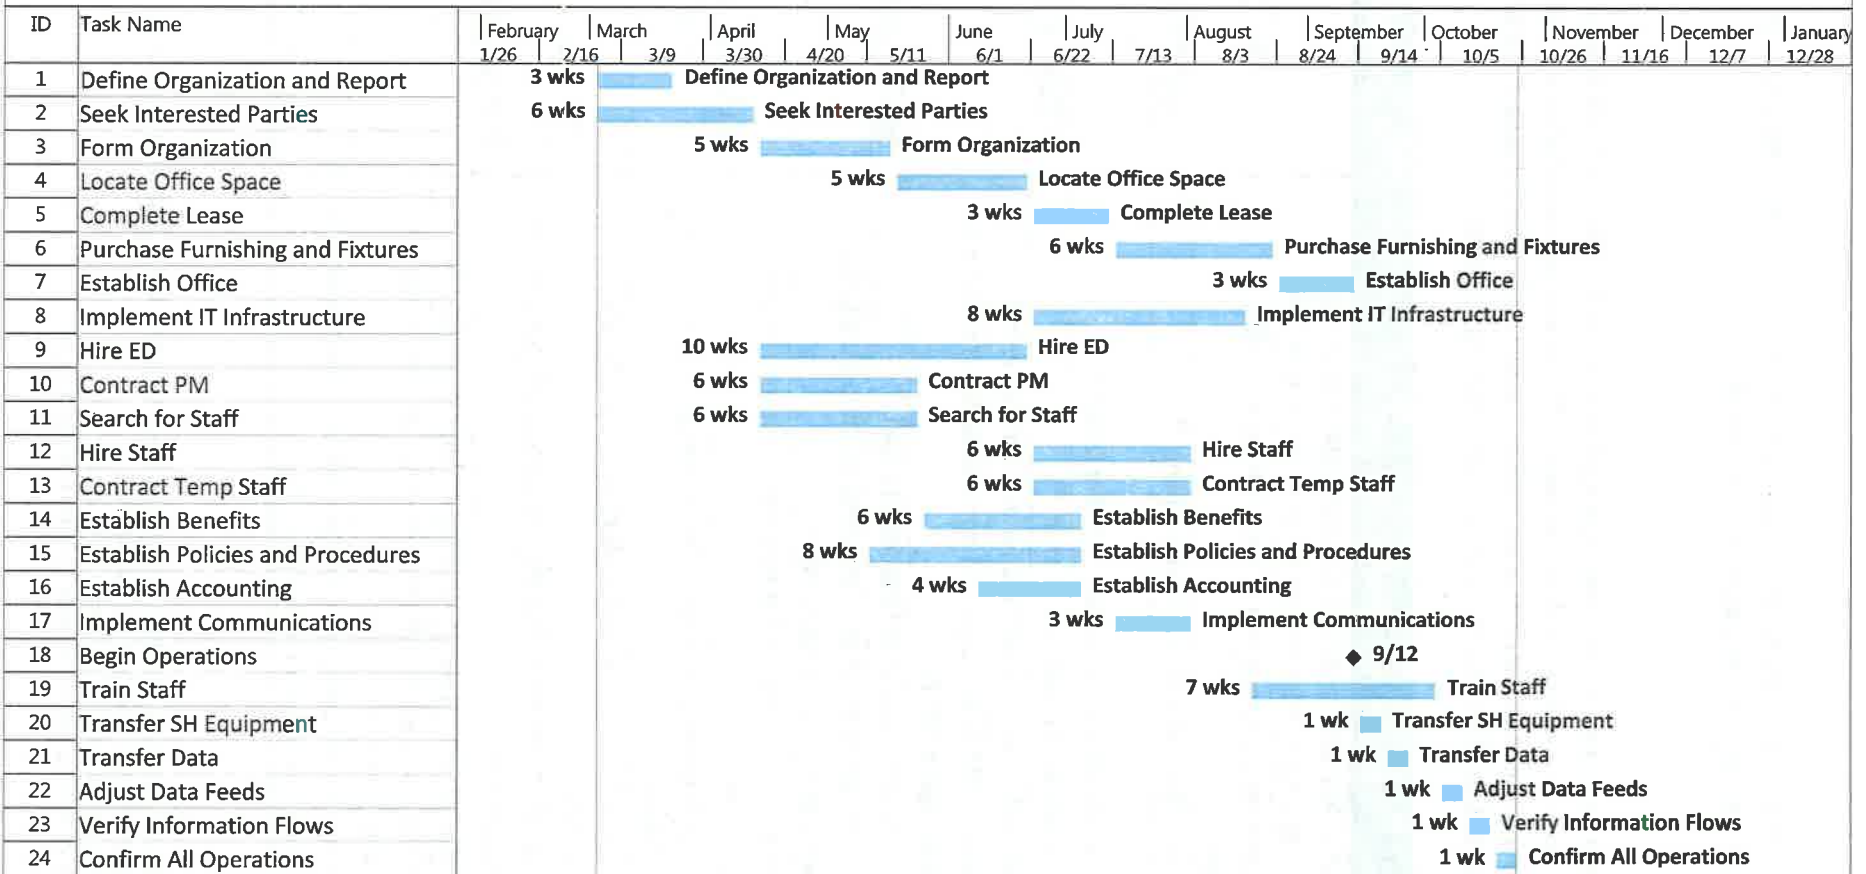 ID Task Name February March April May June July August September October November December January
1/26 2/16 3/9 3/30 4/20 5/11 6/1 6/22 7/13 8/3 8/24 9/14 10/5 10/26 11/16 12/7 12/28
1 Define Organization and Report 3 wks Define Organization and Report
2 Seek Interested Parties 6 wks Seek Interested Parties
3 Form Organization 5 wks Form Organization
4 Locate Office Space 5 wks Locate Office Space
5 Complete Lease 3 wks Complete Lease
6 Purchase Furnishing and Fixtures 6 wks Purchase Furnishing and Fixtures
7 Establish Office 3 wks Establish Office
8 Implement IT Infrastructure 8 wks Implement IT Infrastructure
9 Hire ED 10 wks Hire ED
10 Contract PM 6 wks Contract PM
11 Search for Staff 6 wks Search for Staff
12 Hire Staff 6 wks Hire Staff
13 Contract Temp Staff 6 wks Contract Temp Staff
14 Establish Benefits 6 wks Establish Benefits
15 Establish Policies and Procedures 8 wks Establish Policies and Procedures
16 Establish Accounting 4 wks Establish Accounting
17 Implement Communications 3 wks Implement Communications
18 Begin Operations 9/12
19 Train Staff 7 wks Train Staff
20 Transfer SH Equipment 1 wk Transfer SH Equipment
21 Transfer Data 1 wk Transfer Data
22 Adjust Data Feeds 1 wk Adjust Data Feeds
23 Verify Information Flows 1 wk Verify Information Flows
24 Confirm All Operations 1 wk Confirm All Operations